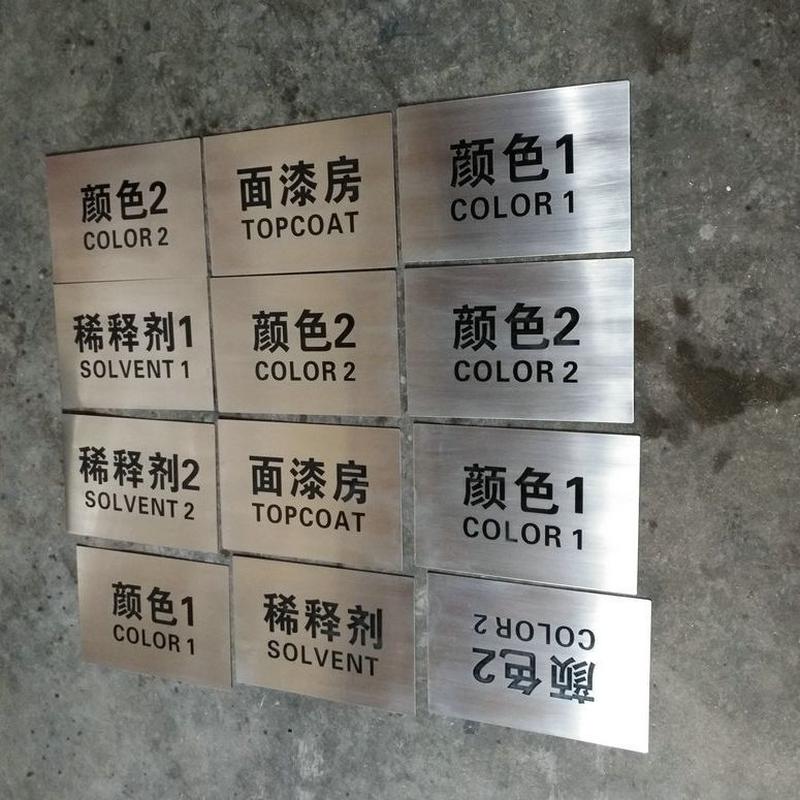 颜色2
COLOR 2
面漆房
TOPCOAT
颜色1
COLOR 1
稀释剂1
SOLVENT 1
颜色2
COLOR 2
颜色2
COLOR 2
稀释剂2
SOLVENT 2
面漆房
TOPCOAT
颜色1
COLOR 1
颜色1
COLOR 1
稀释剂
SOLVENT
颜色2
COLOR 2